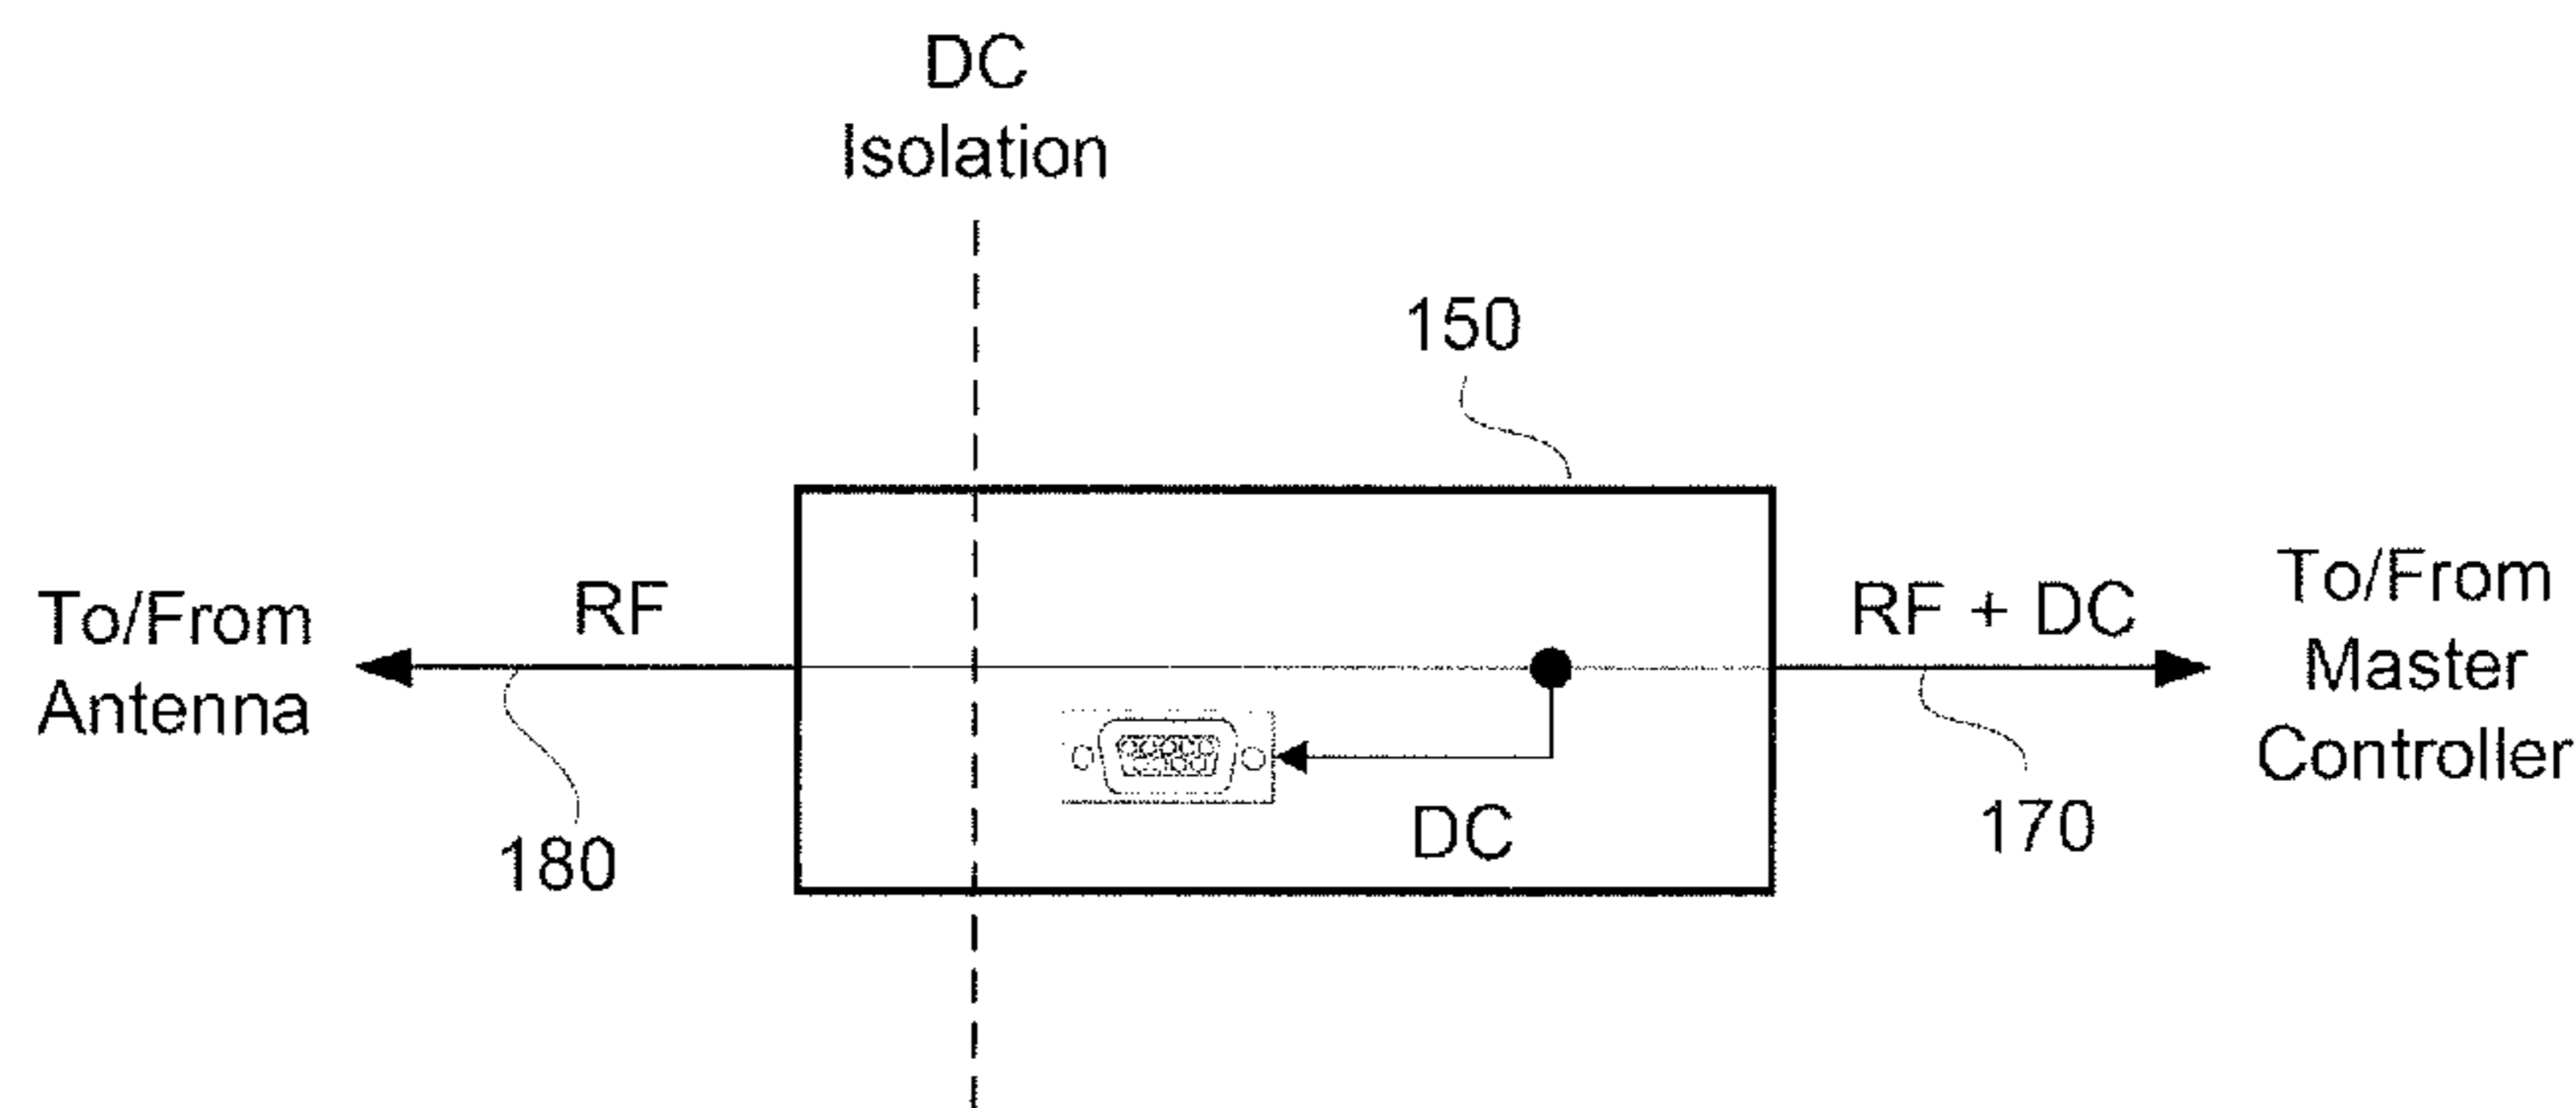 DC
Isolation
150
To/From
Antenna
RF
RF + DC
To/From
Master
Controller
DC
180
170